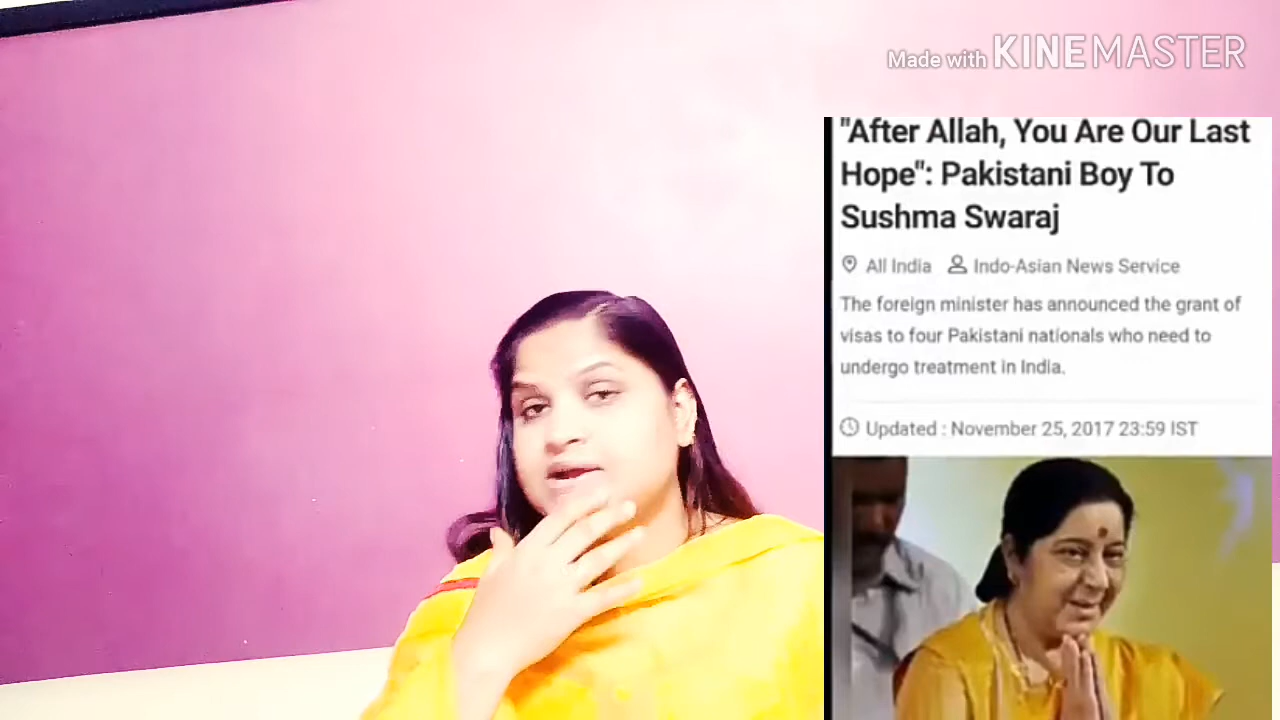 Made with KINEMASTER
"After Allah, You Are Our Last
Hope": Pakistani Boy To
Sushma Swaraj
All India Indo-Asian News Service
The foreign minister has announced the grant of
visas to four Pakistani nationals who need to
undergo treatment in India.
Updated : November 25, 2017 23:59 IST